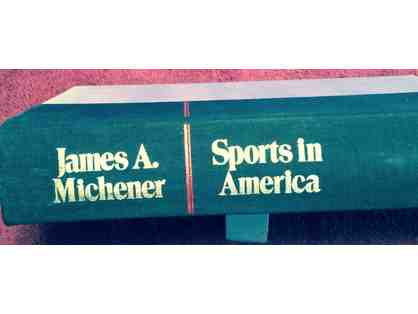 James A.
Michener
Sports in
America